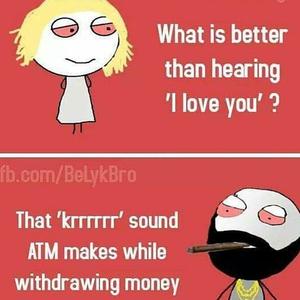 What is better
than hearing
'I love you' ?
fb.com/BeLykBro
That 'krrrrrr' sound
ATM makes while
withdrawing money